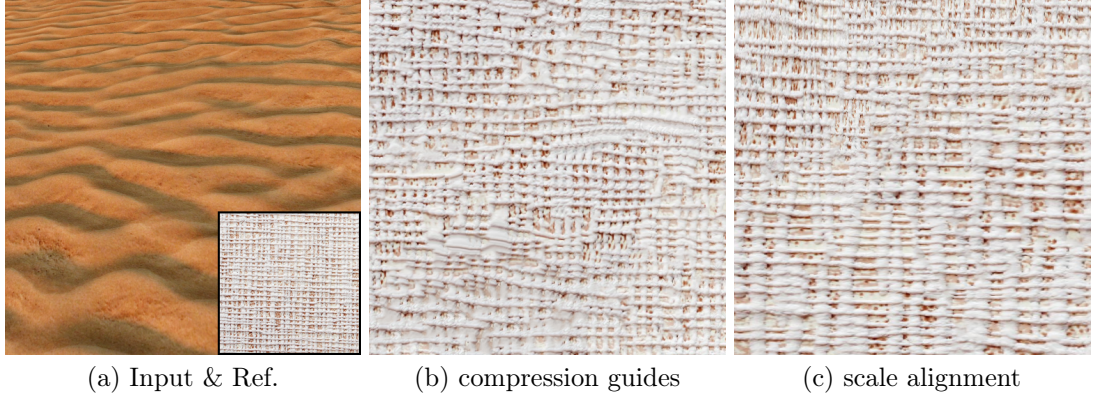 (a) Input & Ref.
(b) compression guides
(c) scale alignment